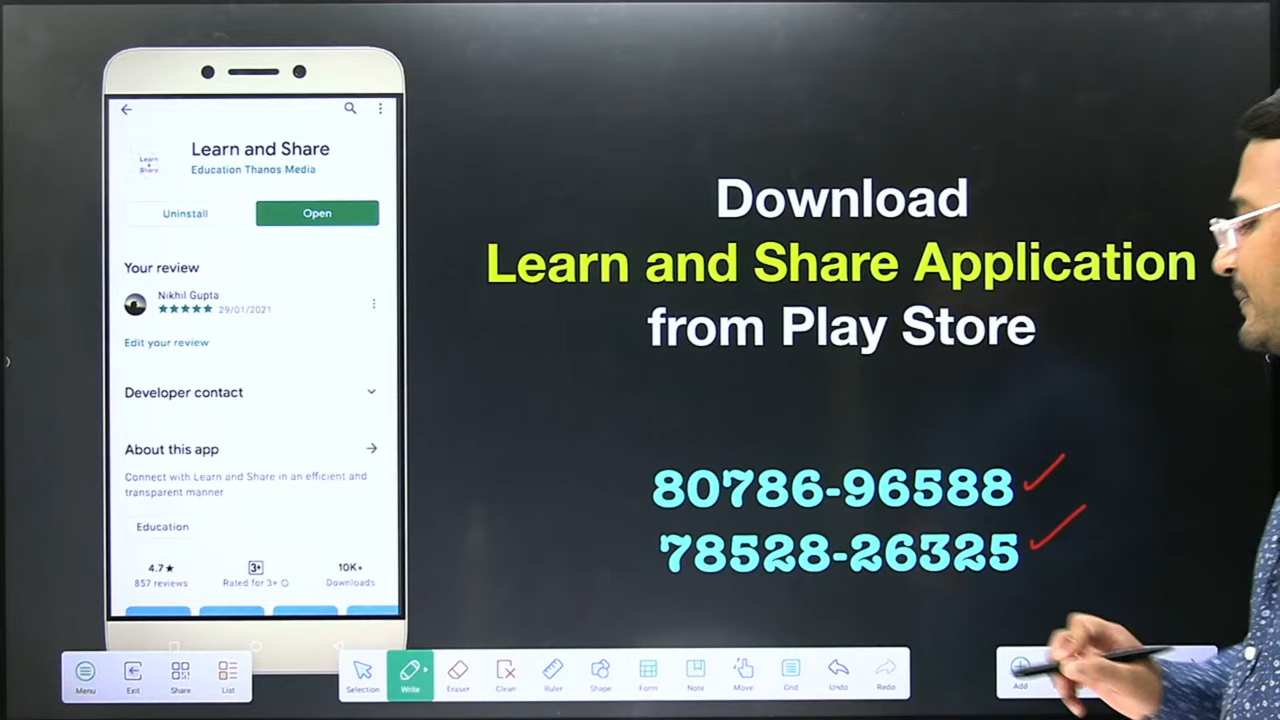 Learn and Share
Education Thanos Media
Learn
&
Share
Uninstall
Open
Your review
Nikhil Gupta
★★★★★ 29/01/2021
Edit your review
Developer contact
About this app
Connect with Learn and Share in an efficient and
transparent manner
Education
4.7★ 3+ 10K+
857 reviews Rated for 3+ Downloads
Download
Learn and Share Application
from Play Store
80786-96588
78528-26325
Menu Exit Share List
Selection Write Eraser Clean Ruler Shape Form Note Move Grid Undo Redo
Add